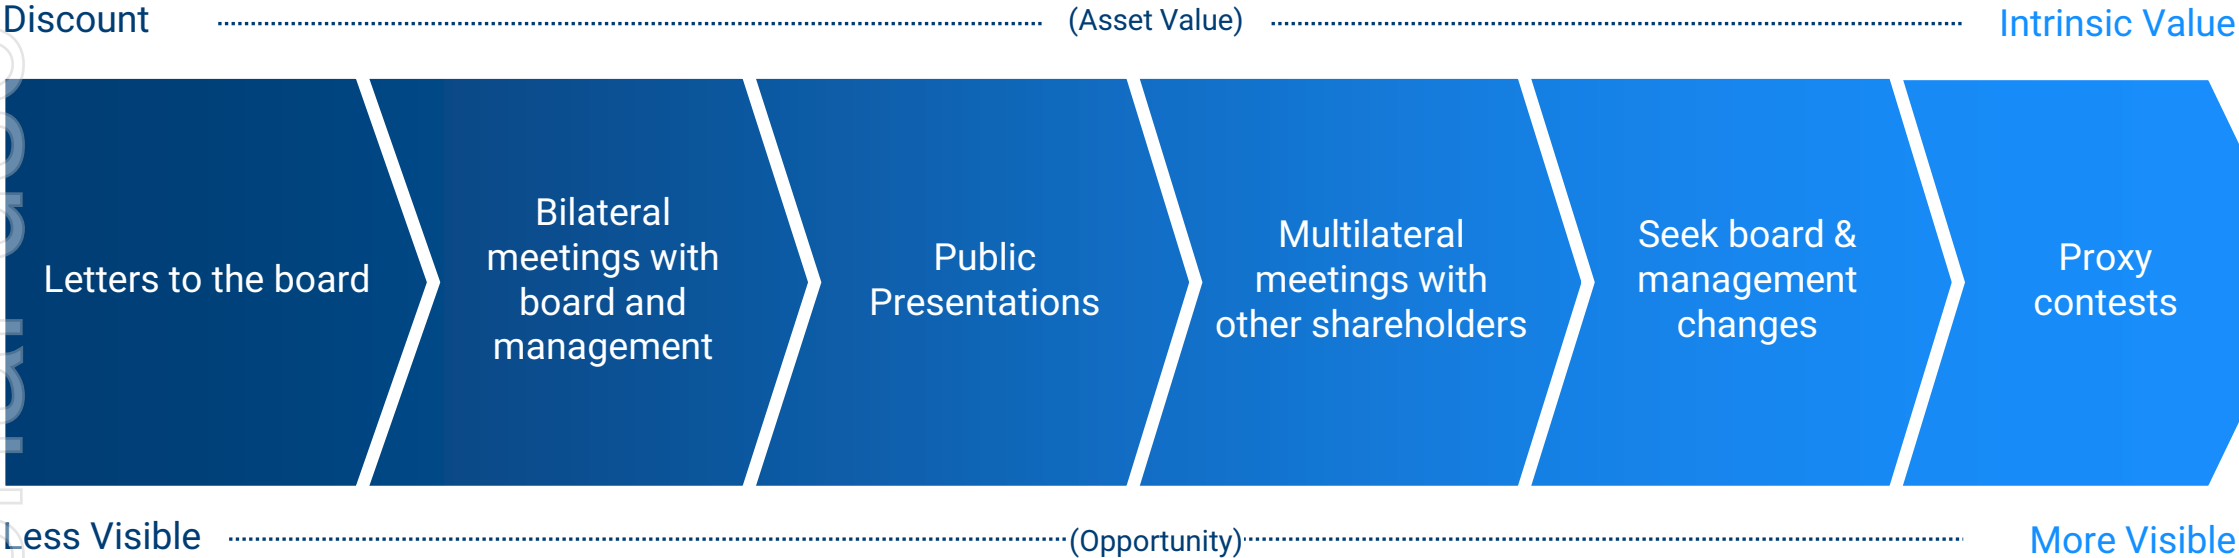 Discount
(Asset Value)
Intrinsic Value
Letters to the board
Bilateral
meetings with
board and
management
Public
Presentations
Multilateral
meetings with
other shareholders
Seek board &
management
changes
Proxy
contests
Less Visible
(Opportunity)
More Visible